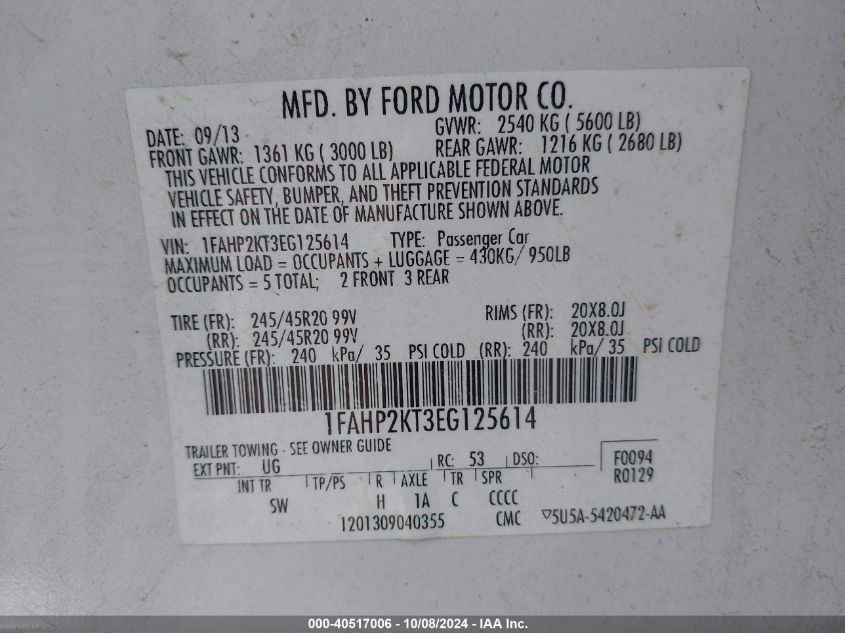 MFD. BY FORD MOTOR CO.
DATE: 09/13 GVWR: 2540 KG ( 5600 LB)
FRONT GAWR: 1361 KG ( 3000 LB) REAR GAWR: 1216 KG ( 2680 LB)
THIS VEHICLE CONFORMS TO ALL APPLICABLE FEDERAL MOTOR
VEHICLE SAFETY, BUMPER, AND THEFT PREVENTION STANDARDS
IN EFFECT ON THE DATE OF MANUFACTURE SHOWN ABOVE.
VIN: 1FAHP2KT3EG125614 TYPE: Passenger Car
MAXIMUM LOAD = OCCUPANTS + LUGGAGE = 430KG/ 950LB
OCCUPANTS = 5 TOTAL; 2 FRONT 3 REAR
TIRE (FR): 245/45R20 99V RIMS (FR): 20X8.0J
(RR): 245/45R20 99V (RR): 20X8.0J
PRESSURE (FR): 240 kPa/ 35 PSI COLD (RR): 240 kPa/ 35 PSI COLD
1FAHP2KT3EG125614
TRAILER TOWING - SEE OWNER GUIDE
EXT PNT: UG RC: 53 DSO: F0094
R0129
INT TR TP/PS R AXLE TR SPR
SW H 1A C CCCC
1201309040355 CMC ▽5U5A-5420472-AA
000-40517006 - 10/08/2024 - IAA Inc.